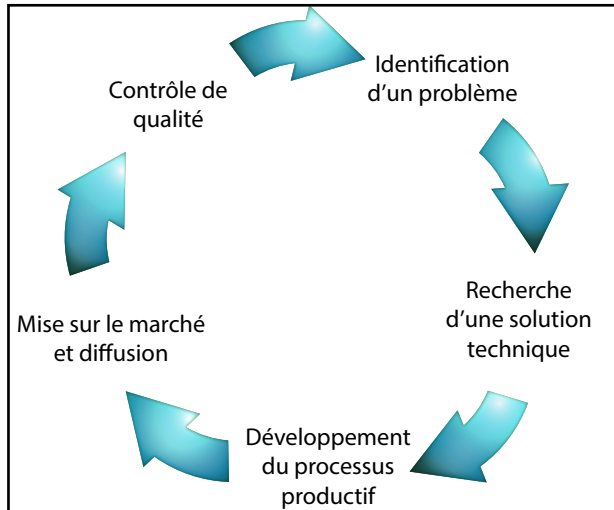 Identification
d’un problème
Recherche
d’une solution
technique
Développement
du processus
productif
Mise sur le marché
et diffusion
Contrôle de
qualité